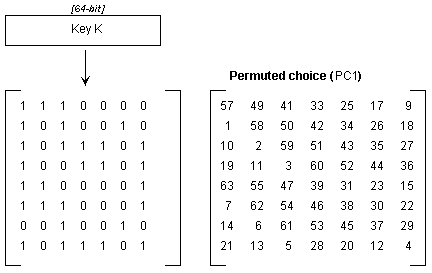 [64-bit]
Key K
Permuted choice (PC1)
1 1 1 0 0 0 0 57 49 41 33 25 17 9
1 0 1 0 0 1 0 1 58 50 42 34 26 18
1 0 1 1 1 0 1 10 2 59 51 43 35 27
1 0 0 1 1 0 1 19 11 3 60 52 44 36
1 1 0 0 0 0 1 63 55 47 39 31 23 15
1 1 0 0 0 0 1 7 62 54 46 38 30 22
0 0 1 0 0 1 0 14 6 61 53 45 37 29
1 0 1 1 1 0 1 21 13 5 28 20 12 4